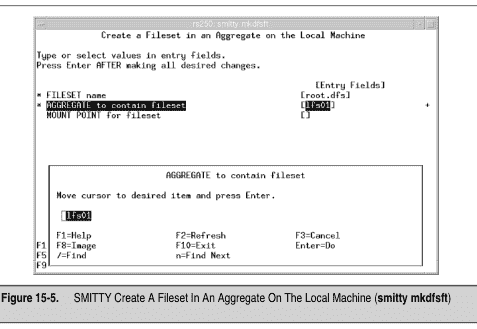 rs250: smitty mkdfsft
Create a Fileset in an Aggregate on the Local Machine
Type or select values in entry fields.
Press Enter AFTER making all desired changes.
[Entry Fields]
* FILESET name [root.dfs]
* AGGREGATE to contain fileset [lfs01] +
MOUNT POINT for fileset []
AGGREGATE to contain fileset
Move cursor to desired item and press Enter.
lfs01
F1=Help F2=Refresh F3=Cancel
F1 F8=Image F10=Exit Enter=Do
F5 /=Find n=Find Next
F9
Figure 15-5. SMITTY Create A Fileset In An Aggregate On The Local Machine (smitty mkdfsft)